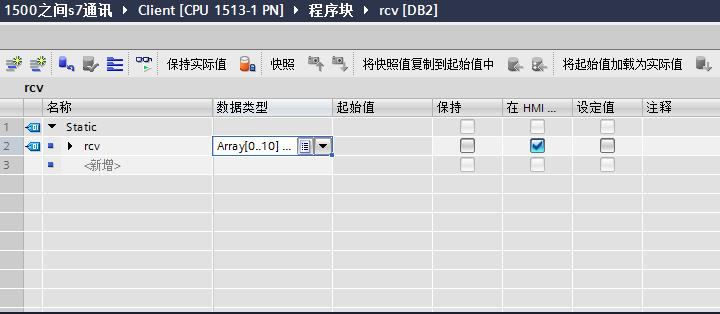 1500之间s7通讯 ▸ Client [CPU 1513-1 PN] ▸ 程序块 ▸ rcv [DB2]
保持实际值 快照 将快照值复制到起始值中 将起始值加载为实际值
rcv
名称 数据类型 起始值 保持 在 HMI ... 设定值 注释
1 Static
2 rcv Array[0..10] ...
3 <新增>